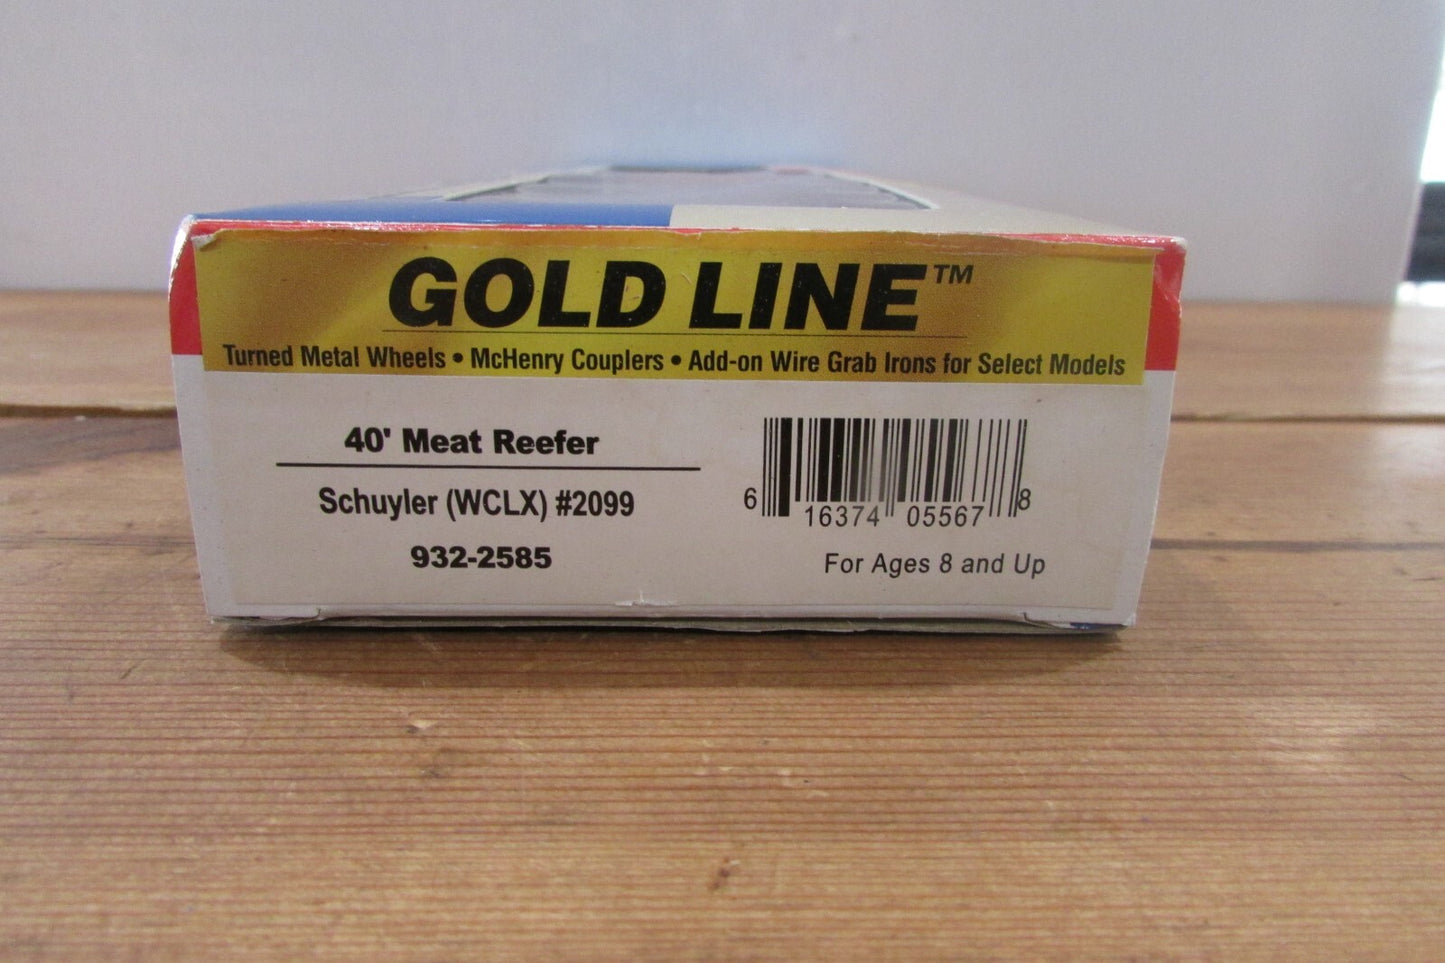 GOLD LINE™
Turned Metal Wheels • McHenry Couplers • Add-on Wire Grab Irons for Select Models
40' Meat Reefer
Schuyler (WCLX) #2099
932-2585
6 16374 05567 8
For Ages 8 and Up